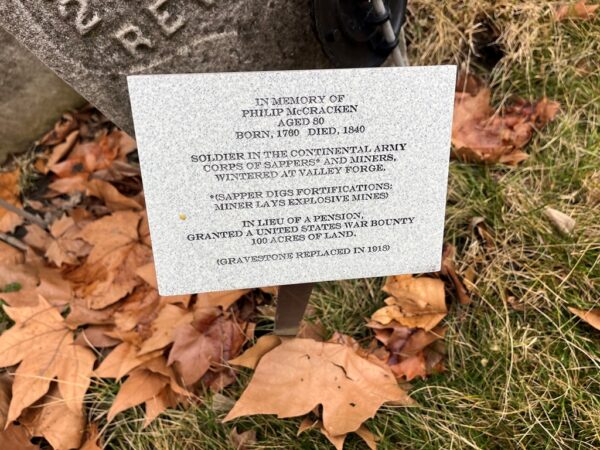 RE
IN MEMORY OF
PHILIP McCRACKEN
AGED 80
BORN, 1760 DIED, 1840
SOLDIER IN THE CONTINENTAL ARMY
CORPS OF SAPPERS* AND MINERS,
WINTERED AT VALLEY FORGE.
*(SAPPER DIGS FORTIFICATIONS;
MINER LAYS EXPLOSIVE MINES)
IN LIEU OF A PENSION,
GRANTED A UNITED STATES WAR BOUNTY
100 ACRES OF LAND.
(GRAVESTONE REPLACED IN 1918)